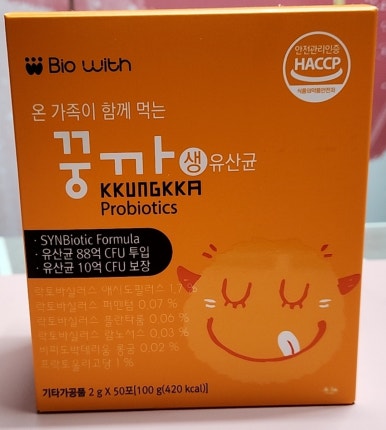 Bio with
안전관리인증
HACCP
식품의약품안전처
온 가족이 함께 먹는
꿍까 생유산균
KKUNGKKA
Probiotics
· SYNBiotic Formula
· 유산균 88억 CFU 투입
· 유산균 10억 CFU 보장
락토바실러스 애시도필러스 1.7%
락토바실러스 퍼멘텀 0.07 %
락토바실러스 플란타룸 0.06 %
락토바실러스 람노서스 0.03 %
비피도박테리움 롱굼 0.02 %
프락토올리고당 1 %
기타가공품 2 g X 50포[100 g(420 kcal)]